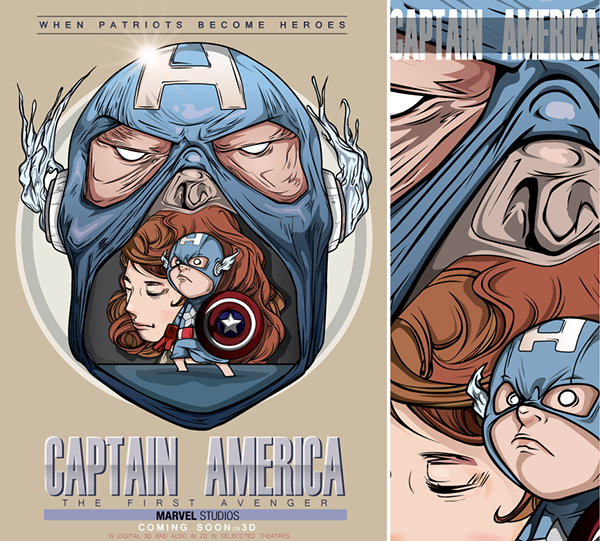 WHEN PATRIOTS BECOME HEROES
A
A
CAPTAIN AMERICA
THE FIRST AVENGER
MARVEL STUDIOS
COMING SOON IN 3D
IN DIGITAL 3D AND ALSO IN 2D IN SELECCTED THEATRES
CAPTAIN AMERICA
A